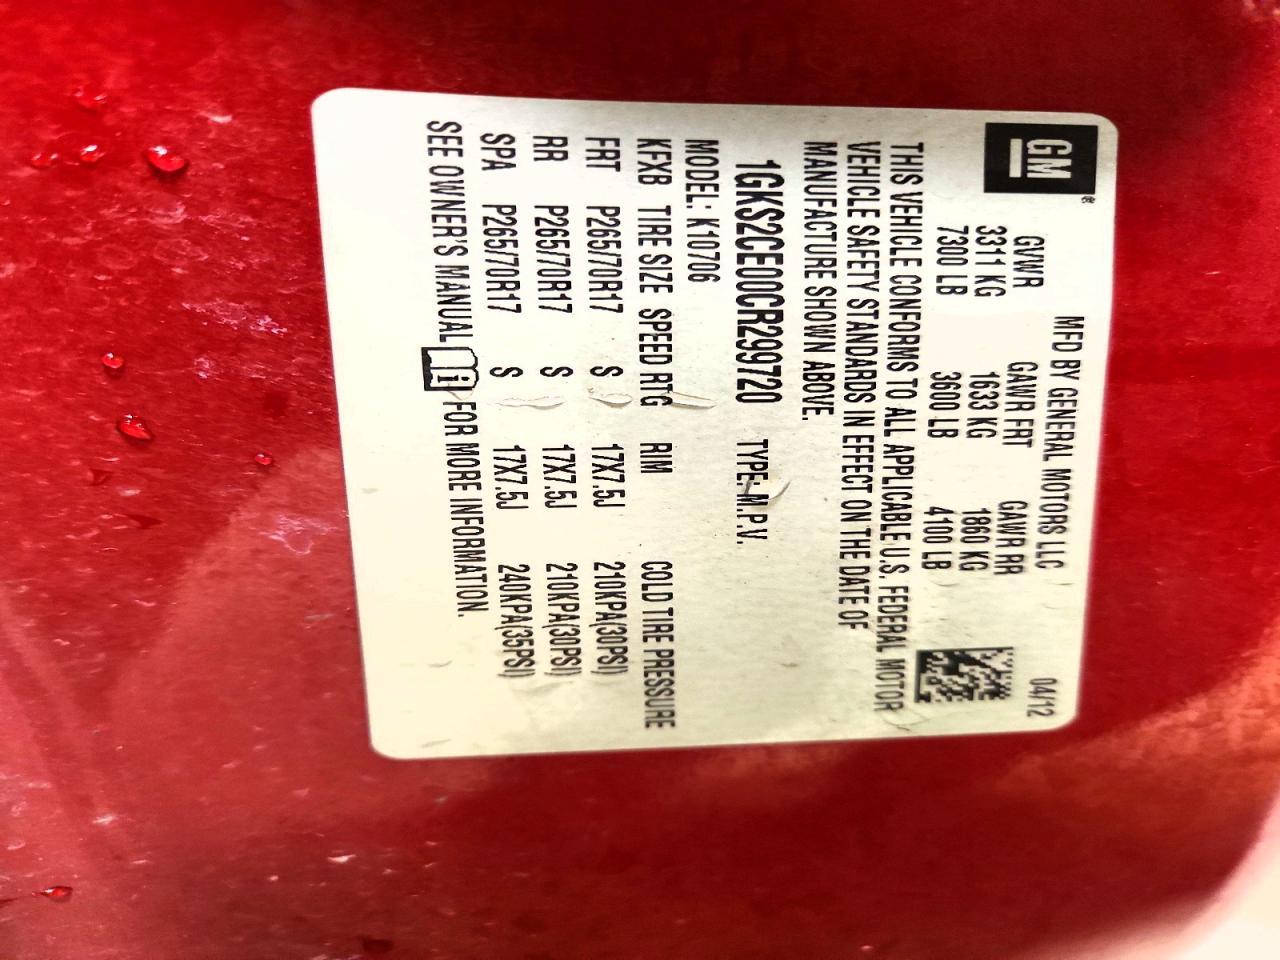 GM®
MFD BY GENERAL MOTORS LLC 04/12
GVWR GAWR FRT GAWR RR
3311 KG 1633 KG 1860 KG
7300 LB 3600 LB 4100 LB
THIS VEHICLE CONFORMS TO ALL APPLICABLE U.S. FEDERAL MOTOR
VEHICLE SAFETY STANDARDS IN EFFECT ON THE DATE OF
MANUFACTURE SHOWN ABOVE.
1GKS2CE00CR299720 TYPE: M.P.V.
MODEL: K10706
KFXB TIRE SIZE SPEED RTG RIM COLD TIRE PRESSURE
FRT P265/70R17 S 17X7.5J 210KPA(30PSI)
RR P265/70R17 S 17X7.5J 210KPA(30PSI)
SPA P265/70R17 S 17X7.5J 240KPA(35PSI)
SEE OWNER'S MANUAL FOR MORE INFORMATION.